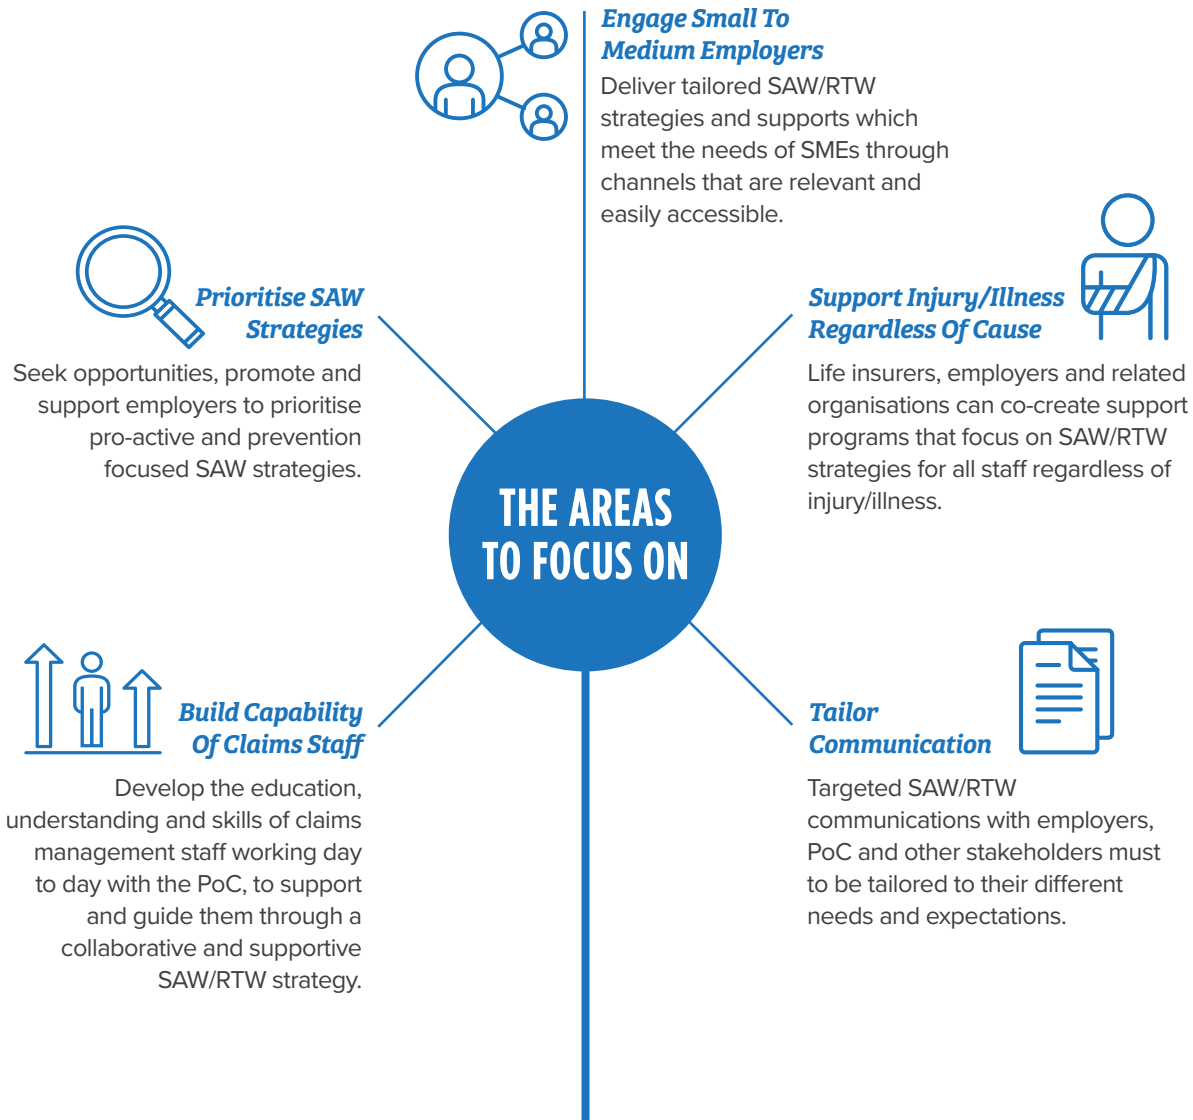 Engage Small To
Medium Employers
Deliver tailored SAW/RTW
strategies and supports which
meet the needs of SMEs through
channels that are relevant and
easily accessible.
Prioritise SAW
Strategies
Seek opportunities, promote and
support employers to prioritise
pro-active and prevention
focused SAW strategies.
Support Injury/Illness
Regardless Of Cause
Life insurers, employers and related
organisations can co-create support
programs that focus on SAW/RTW
strategies for all staff regardless of
injury/illness.
THE AREAS
TO FOCUS ON
Build Capability
Of Claims Staff
Develop the education,
understanding and skills of claims
management staff working day
to day with the PoC, to support
and guide them through a
collaborative and supportive
SAW/RTW strategy.
Tailor
Communication
Targeted SAW/RTW
communications with employers,
PoC and other stakeholders must
to be tailored to their different
needs and expectations.